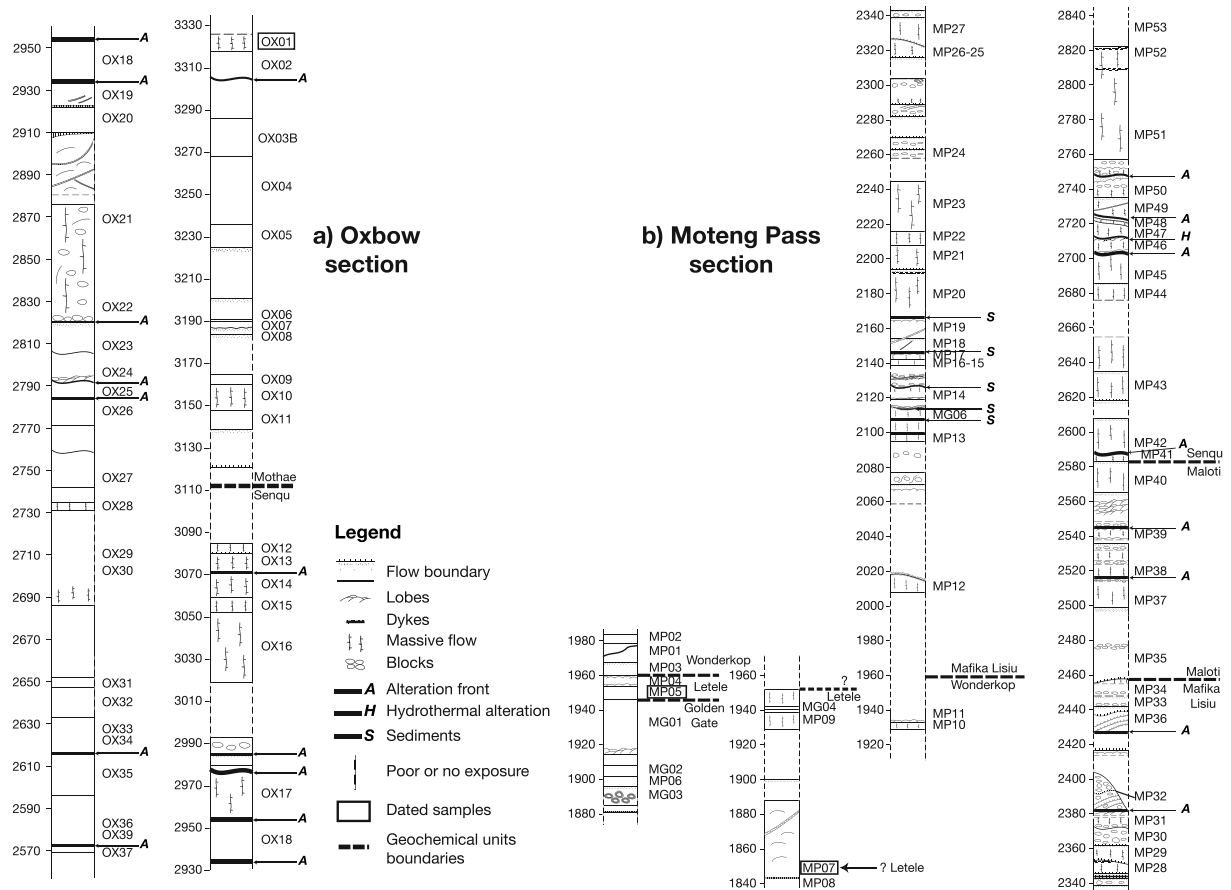 2950
2930
2910
2890
2870
2850
2830
2810
2790
2770
2750
2730
2710
2690
2670
2650
2630
2610
2590
2570
A
OX18
A
OX19
OX20
OX21
OX22
A
OX23
OX24
A
OX25
A
OX26
OX27
OX28
OX29
OX30
OX31
OX32
OX33
OX34
A
OX35
OX36
OX39
A
OX37
3330
3310
3290
3270
3250
3230
3210
3190
3170
3150
3130
3110
3090
3070
3050
3030
3010
2990
2970
2950
2930
OX01
OX02
A
OX03B
OX04
OX05
OX06
OX07
OX08
OX09
OX10
OX11
Mothae
Senqu
OX12
OX13
A
OX14
OX15
OX16
A
A
OX17
A
OX18
A
a) Oxbow
section
Legend
Flow boundary
Lobes
Dykes
Massive flow
Blocks
A Alteration front
H Hydrothermal alteration
S Sediments
Poor or no exposure
Dated samples
Geochemical units
boundaries
b) Moteng Pass
section
1980
1960
1940
1920
1900
1880
MP02
MP01
Wonderkop
MP03
MP04
Letele
MP05
Golden
Gate
MG01
MG02
MP06
MG03
1960
1940
1920
1900
1880
1860
1840
?
Letele
MG04
MP09
MP07
? Letele
MP08
2340
2320
2300
2280
2260
2240
2220
2200
2180
2160
2140
2120
2100
2080
2060
2040
2020
2000
1980
1960
1940
1920
MP27
MP26-25
MP24
MP23
MP22
MP21
MP20
S
MP19
MP18
S
MP17
MP16-15
S
MP14
S
MG06
S
MP13
MP12
Mafika Lisiu
Wonderkop
MP11
MP10
2840
2820
2800
2780
2760
2740
2720
2700
2680
2660
2640
2620
2600
2580
2560
2540
2520
2500
2480
2460
2440
2420
2400
2380
2360
2340
MP53
MP52
MP51
A
MP50
MP49
A
MP48
MP47
H
MP46
A
MP45
MP44
MP43
MP42
A
MP41
Senqu
Maloti
MP40
A
MP39
MP38
A
MP37
MP35
Maloti
MP34
Mafika
Lisiu
MP33
MP36
A
MP32
A
MP31
MP30
MP29
MP28